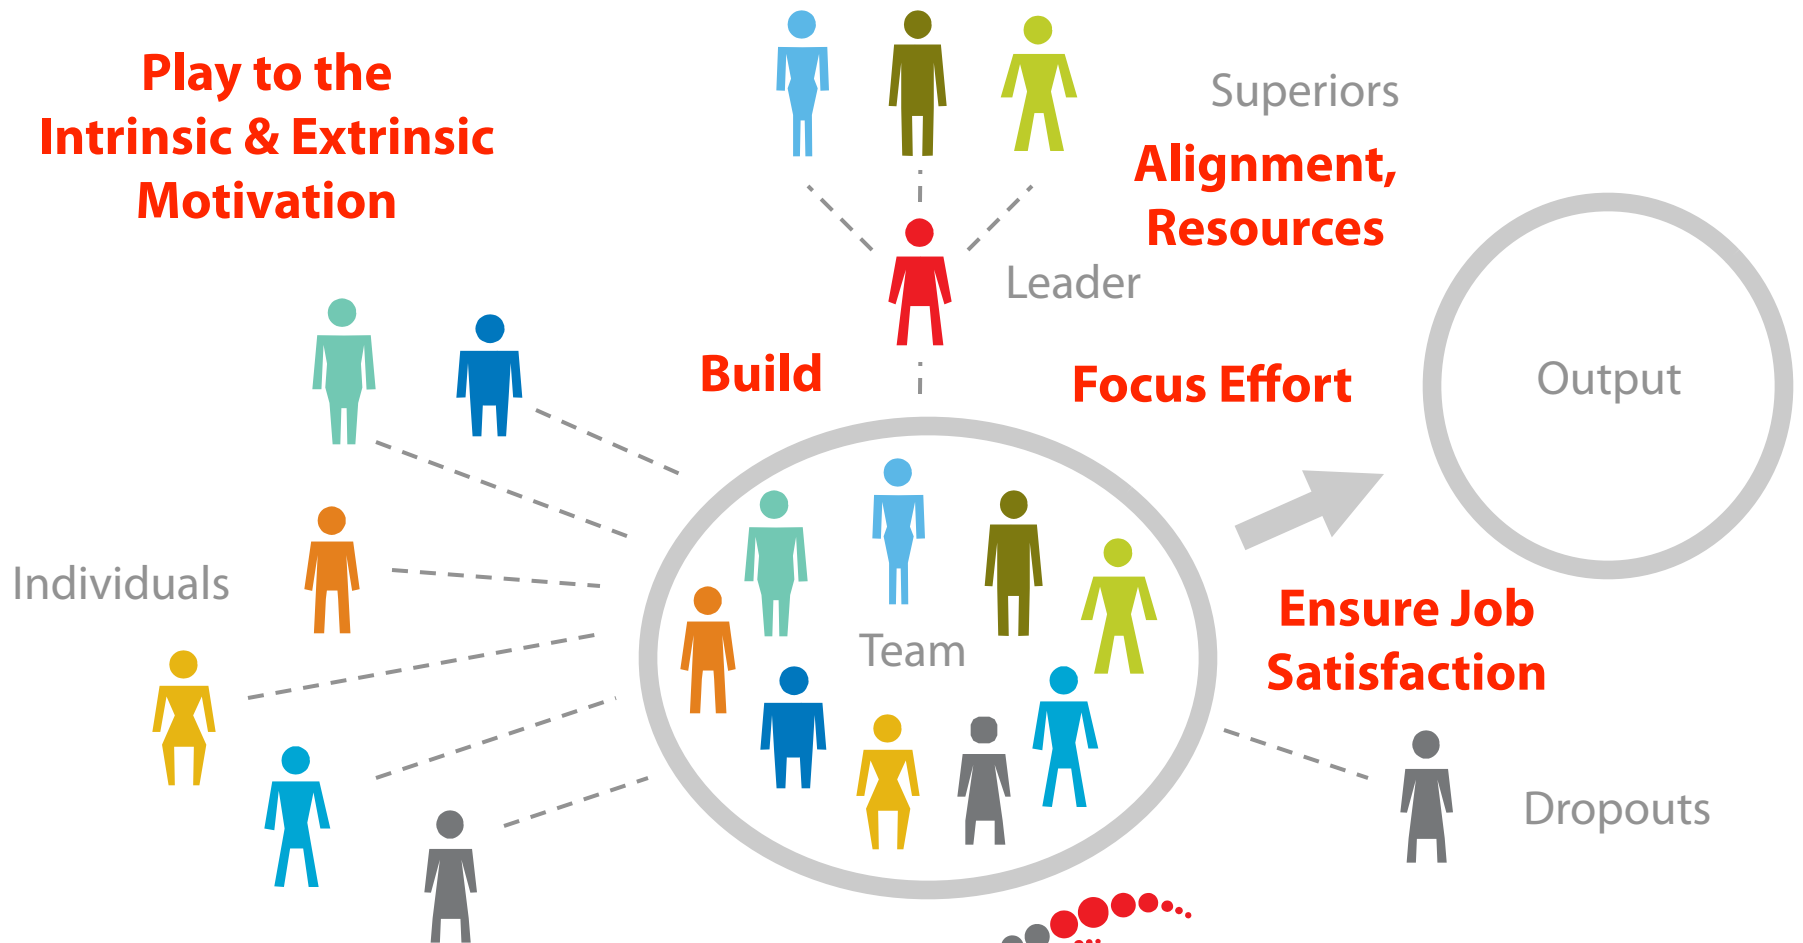 Play to the
Intrinsic & Extrinsic
Motivation
Superiors
Alignment,
Resources
Leader
Build
Focus Effort
Output
Individuals
Team
Ensure Job
Satisfaction
Dropouts